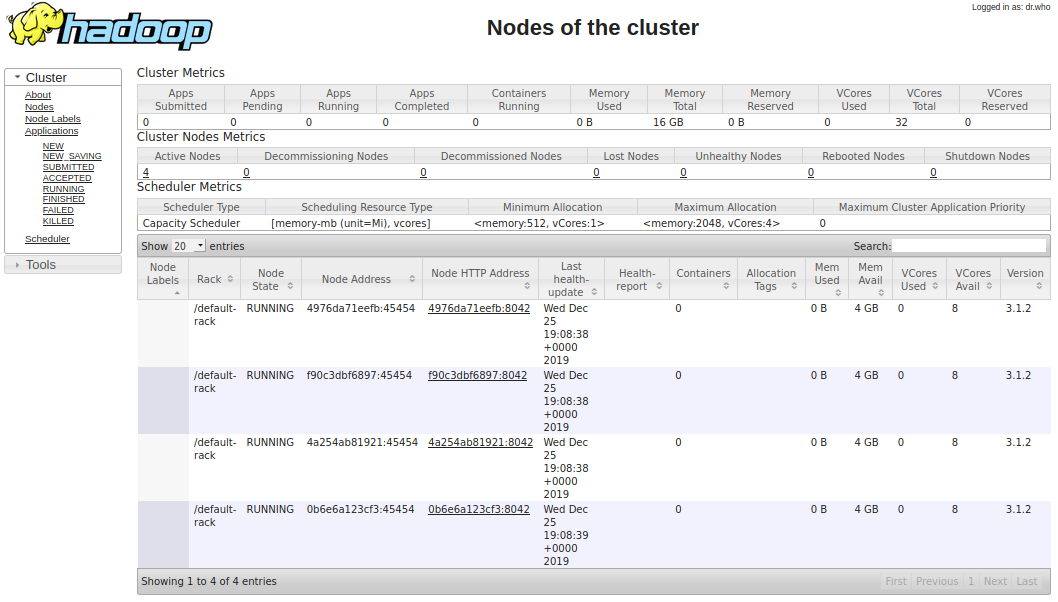 Logged in as: dr.who
hadoop
Nodes of the cluster
Cluster
About
Nodes
Node Labels
Applications
NEW
NEW_SAVING
SUBMITTED
ACCEPTED
RUNNING
FINISHED
FAILED
KILLED
Scheduler
Tools
Cluster Metrics
Apps Submitted Apps Pending Apps Running Apps Completed Containers Running Memory Used Memory Total Memory Reserved VCores Used VCores Total VCores Reserved
0 0 0 0 0 0 B 16 GB 0 B 0 32 0
Cluster Nodes Metrics
Active Nodes Decommissioning Nodes Decommissioned Nodes Lost Nodes Unhealthy Nodes Rebooted Nodes Shutdown Nodes
4 0 0 0 0 0 0
Scheduler Metrics
Scheduler Type Scheduling Resource Type Minimum Allocation Maximum Allocation Maximum Cluster Application Priority
Capacity Scheduler [memory-mb (unit=Mi), vcores] <memory:512, vCores:1> <memory:2048, vCores:4> 0
Show 20 entries Search:
Node Labels Rack Node State Node Address Node HTTP Address Last health-update Health-report Containers Allocation Tags Mem Used Mem Avail VCores Used VCores Avail Version
/default-rack RUNNING 4976da71eefb:45454 4976da71eefb:8042 Wed Dec 25 19:08:38 +0000 2019 0 0 B 4 GB 0 8 3.1.2
/default-rack RUNNING f90c3dbf6897:45454 f90c3dbf6897:8042 Wed Dec 25 19:08:38 +0000 2019 0 0 B 4 GB 0 8 3.1.2
/default-rack RUNNING 4a254ab81921:45454 4a254ab81921:8042 Wed Dec 25 19:08:38 +0000 2019 0 0 B 4 GB 0 8 3.1.2
/default-rack RUNNING 0b6e6a123cf3:45454 0b6e6a123cf3:8042 Wed Dec 25 19:08:39 +0000 2019 0 0 B 4 GB 0 8 3.1.2
Showing 1 to 4 of 4 entries First Previous 1 Next Last